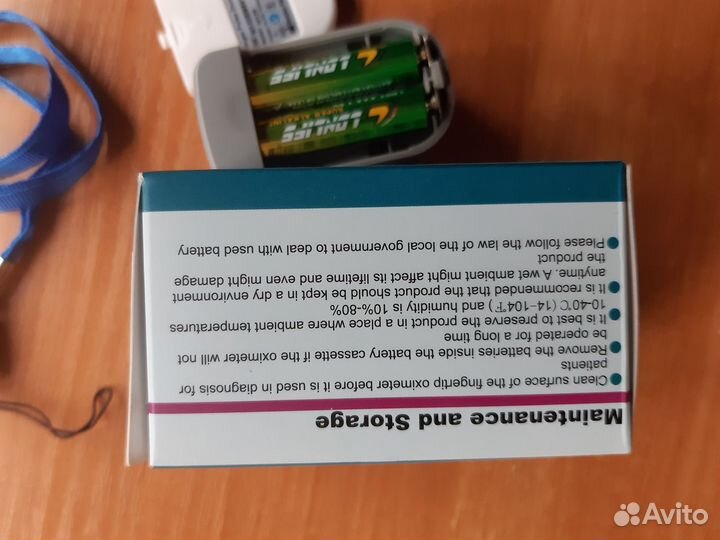 Maintenance and Storage
Clean surface of the fingertip oximeter before it is used in diagnosis for
patients
Remove the batteries inside the battery cassette if the oximeter will not
be operated for a long time
It is best to preserve the product in a place where ambient temperatures
10-40°C (14-104°F) and humidity is 10%-80%
It is recommended that the product should be kept in a dry environment
anytime. A wet ambient might affect its lifetime and even might damage
the product
Please follow the law of the local government to deal with used battery
LONLIFE
SUPER ALKALINE
LONLIFE
Avito